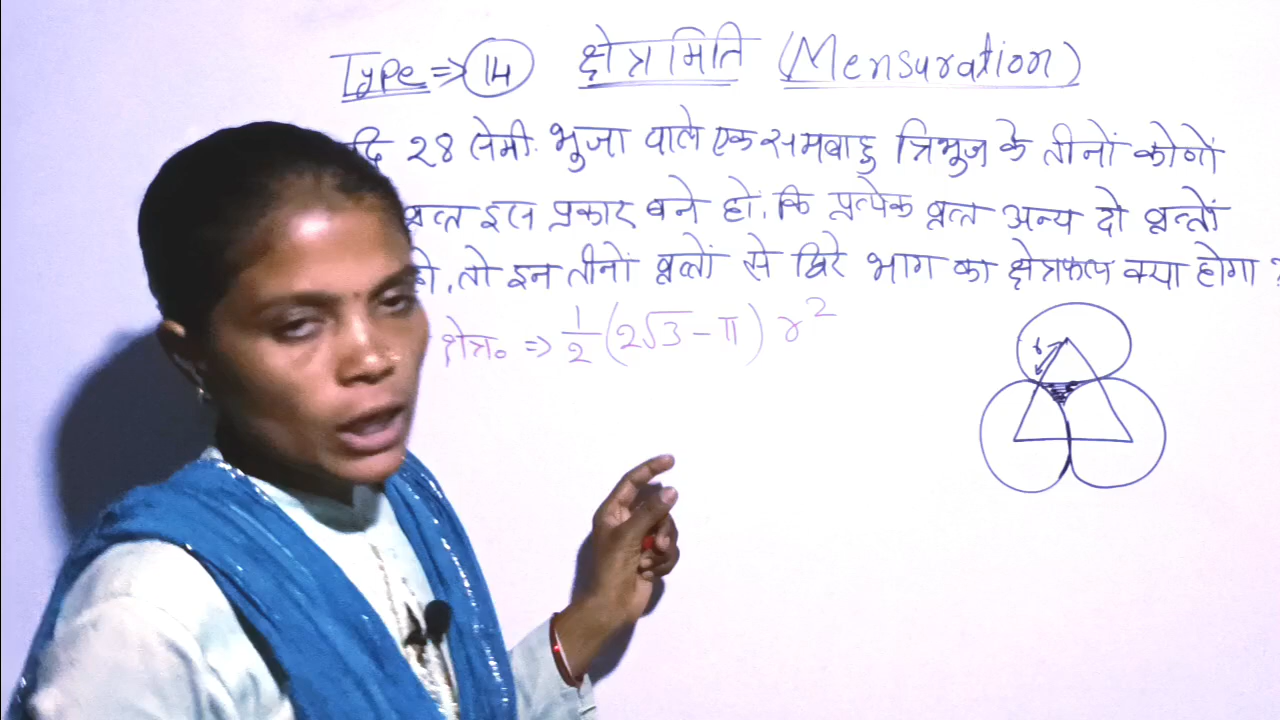 Type ⇒ 14 क्षेत्रमिति (Mensuration)
दि 28 सेमी. भुजा वाले एक समबाहु त्रिभुज के तीनों कोणों
वृत्त इस प्रकार बने हों, कि प्रत्येक वृत्त अन्य दो वृत्तों
हो, तो इन तीनों वृत्तों से घिरे भाग का क्षेत्रफल क्या होगा ?
क्षेत्र० ⇒ 1/2 (2√3 - π) r²
r